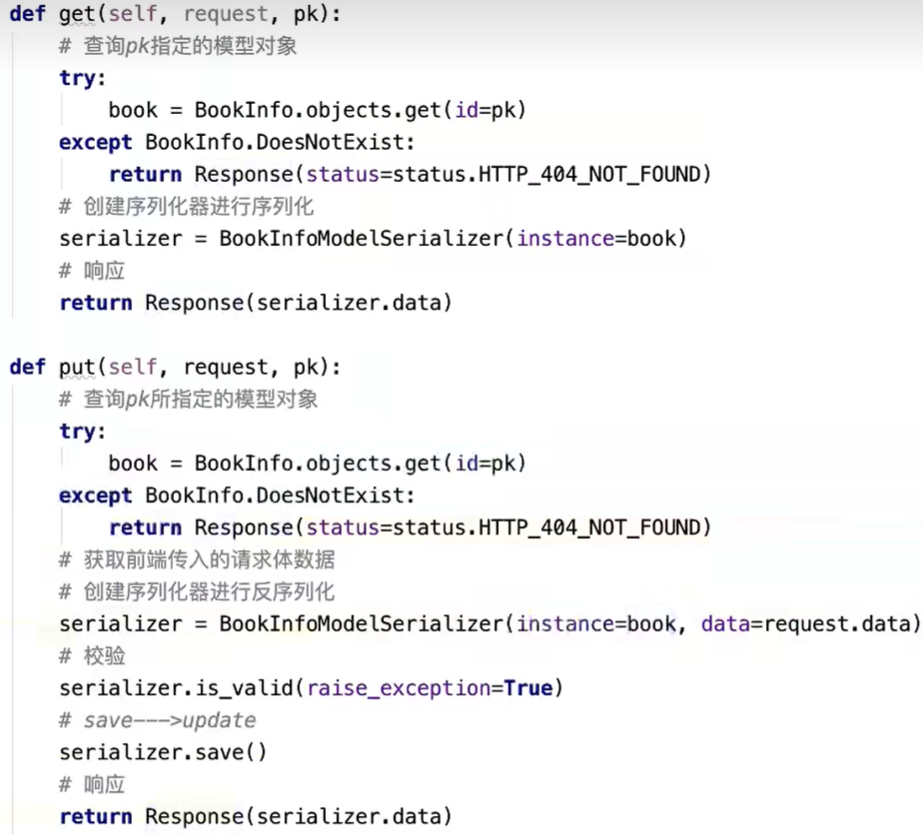 def get(self, request, pk):
    # 查询pk指定的模型对象
    try:
        book = BookInfo.objects.get(id=pk)
    except BookInfo.DoesNotExist:
        return Response(status=status.HTTP_404_NOT_FOUND)
    # 创建序列化器进行序列化
    serializer = BookInfoModelSerializer(instance=book)
    # 响应
    return Response(serializer.data)
def put(self, request, pk):
    # 查询pk所指定的模型对象
    try:
        book = BookInfo.objects.get(id=pk)
    except BookInfo.DoesNotExist:
        return Response(status=status.HTTP_404_NOT_FOUND)
    # 获取前端传入的请求体数据
    # 创建序列化器进行反序列化
    serializer = BookInfoModelSerializer(instance=book, data=request.data)
    # 校验
    serializer.is_valid(raise_exception=True)
    # save--->update
    serializer.save()
    # 响应
    return Response(serializer.data)